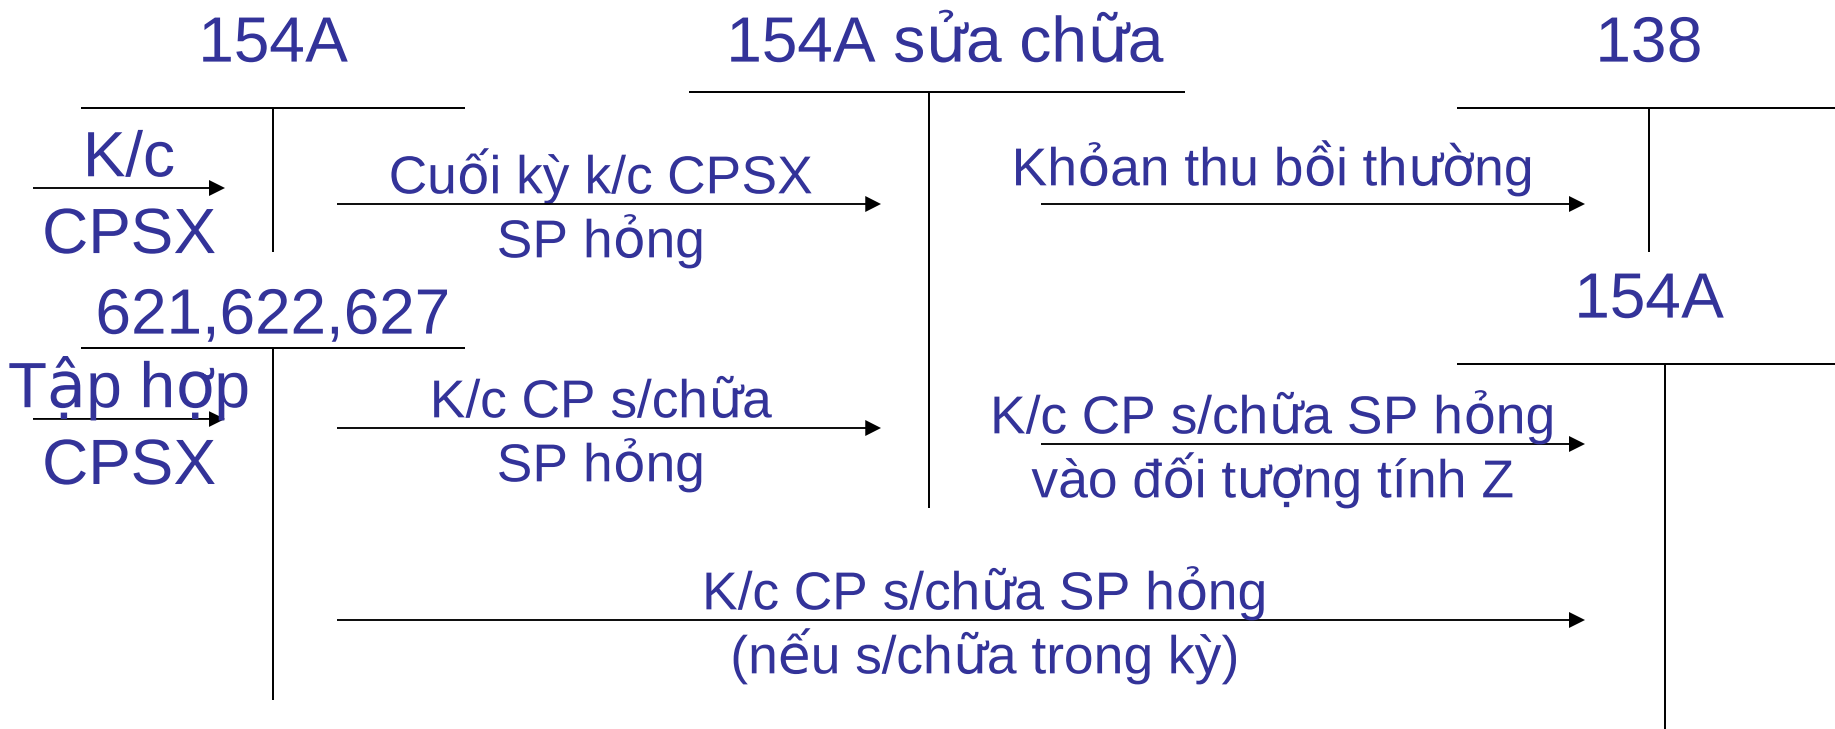 154A
154A sửa chữa
138
K/c
CPSX
Cuối kỳ k/c CPSX
SP hỏng
Khỏan thu bồi thường
621,622,627
154A
Tập hợp
CPSX
K/c CP s/chữa
SP hỏng
K/c CP s/chữa SP hỏng
vào đối tượng tính Z
K/c CP s/chữa SP hỏng
(nếu s/chữa trong kỳ)